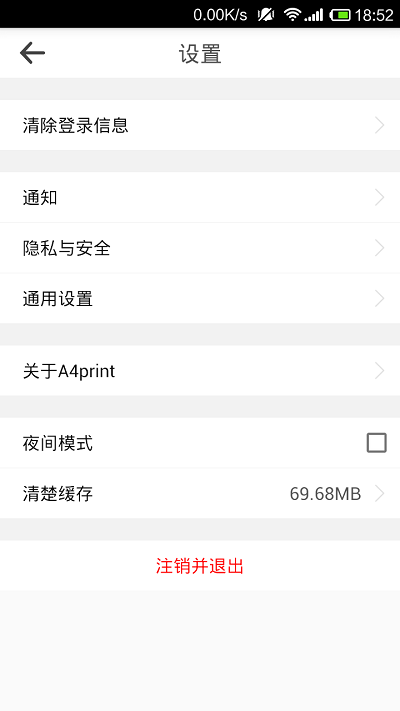 0.00K/s 18:52
设置
清除登录信息
通知
隐私与安全
通用设置
关于A4print
夜间模式
清楚缓存 69.68MB
注销并退出